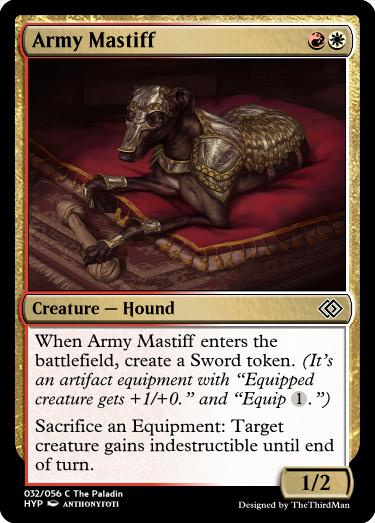 Army Mastiff
Creature — Hound
When Army Mastiff enters the
battlefield, create a Sword token. (It's
an artifact equipment with “Equipped
creature gets +1/+0.” and “Equip 1.”)
Sacrifice an Equipment: Target
creature gains indestructible until end
of turn.
1/2
032/056 C The Paladin
HYP ANTHONYFOTI
Designed by TheThirdMan